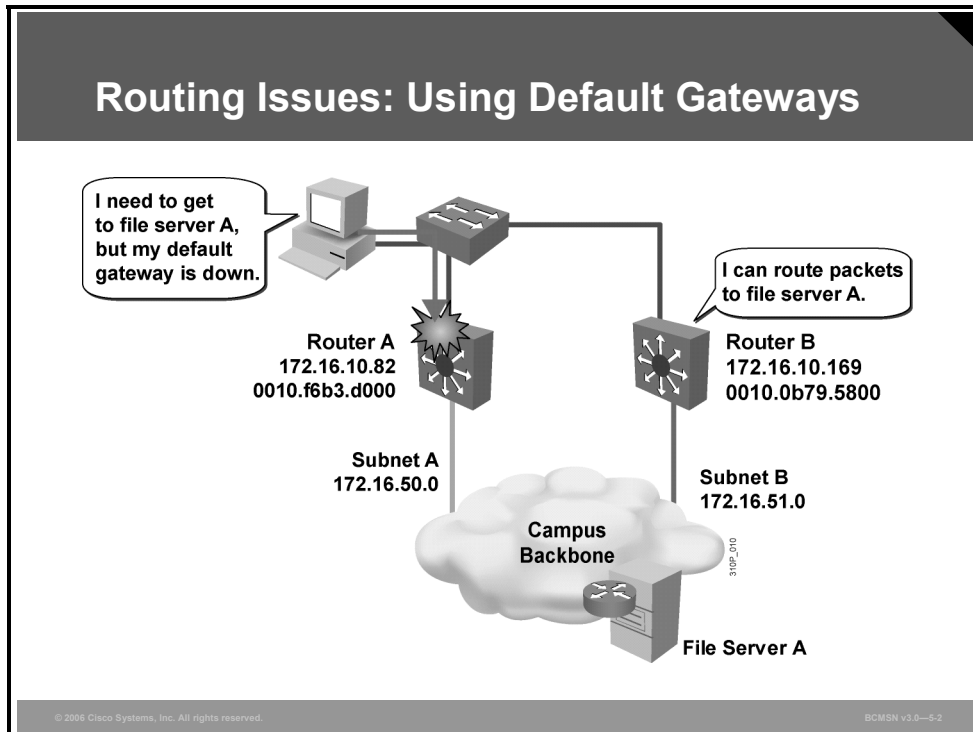 Routing Issues: Using Default Gateways
I need to get
to file server A,
but my default
gateway is down.
I can route packets
to file server A.
Router A
172.16.10.82
0010.f6b3.d000
Router B
172.16.10.169
0010.0b79.5800
Subnet A
172.16.50.0
Subnet B
172.16.51.0
Campus
Backbone
310P_010
File Server A
© 2006 Cisco Systems, Inc. All rights reserved.
BCMSN v3.0—5-2